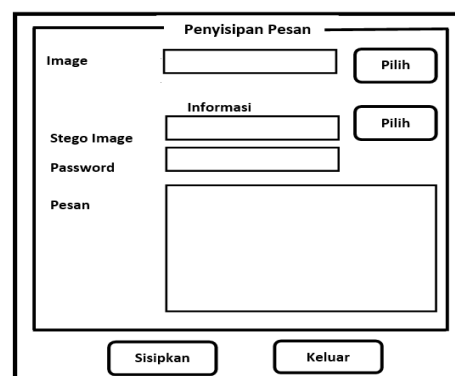 Penyisipan Pesan
Image
Pilih
Informasi
Stego Image
Pilih
Password
Pesan
Sisipkan
Keluar